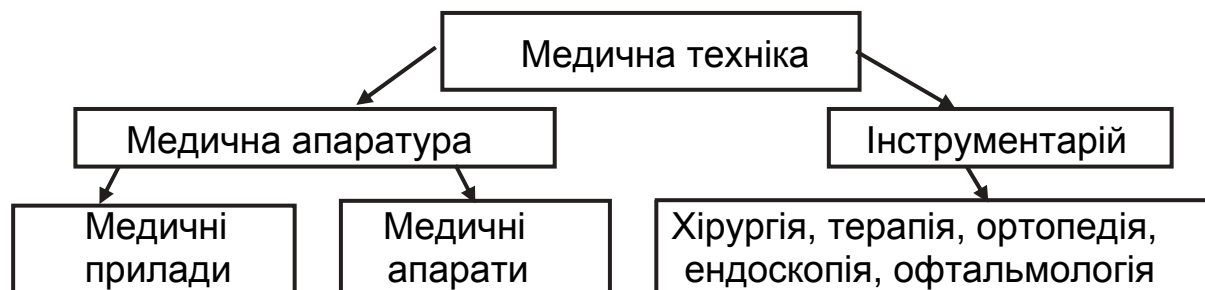 Медична техніка
Медична апаратура
Інструментарій
Медичні
прилади
Медичні
апарати
Хірургія, терапія, ортопедія,
ендоскопія, офтальмологія